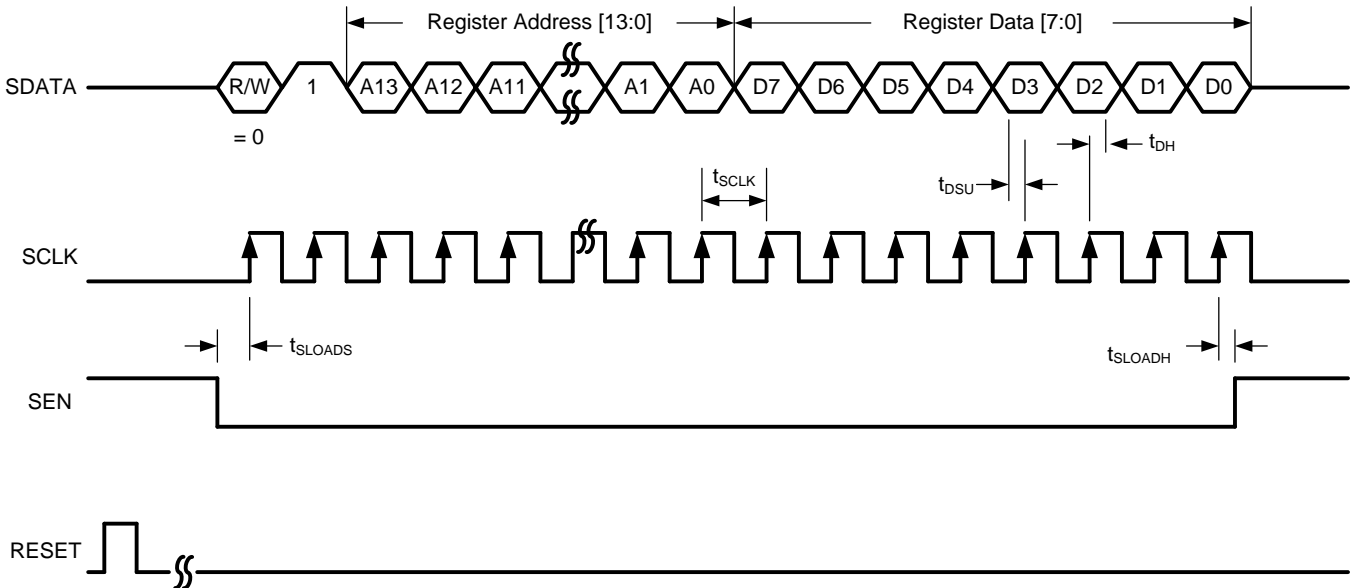 Register Address [13:0] Register Data [7:0]
SDATA R/W 1 A13 A12 A11 A1 A0 D7 D6 D5 D4 D3 D2 D1 D0
= 0
tDH
tSCLK
tDSU
SCLK
tSLOADS
tSLOADH
SEN
RESET